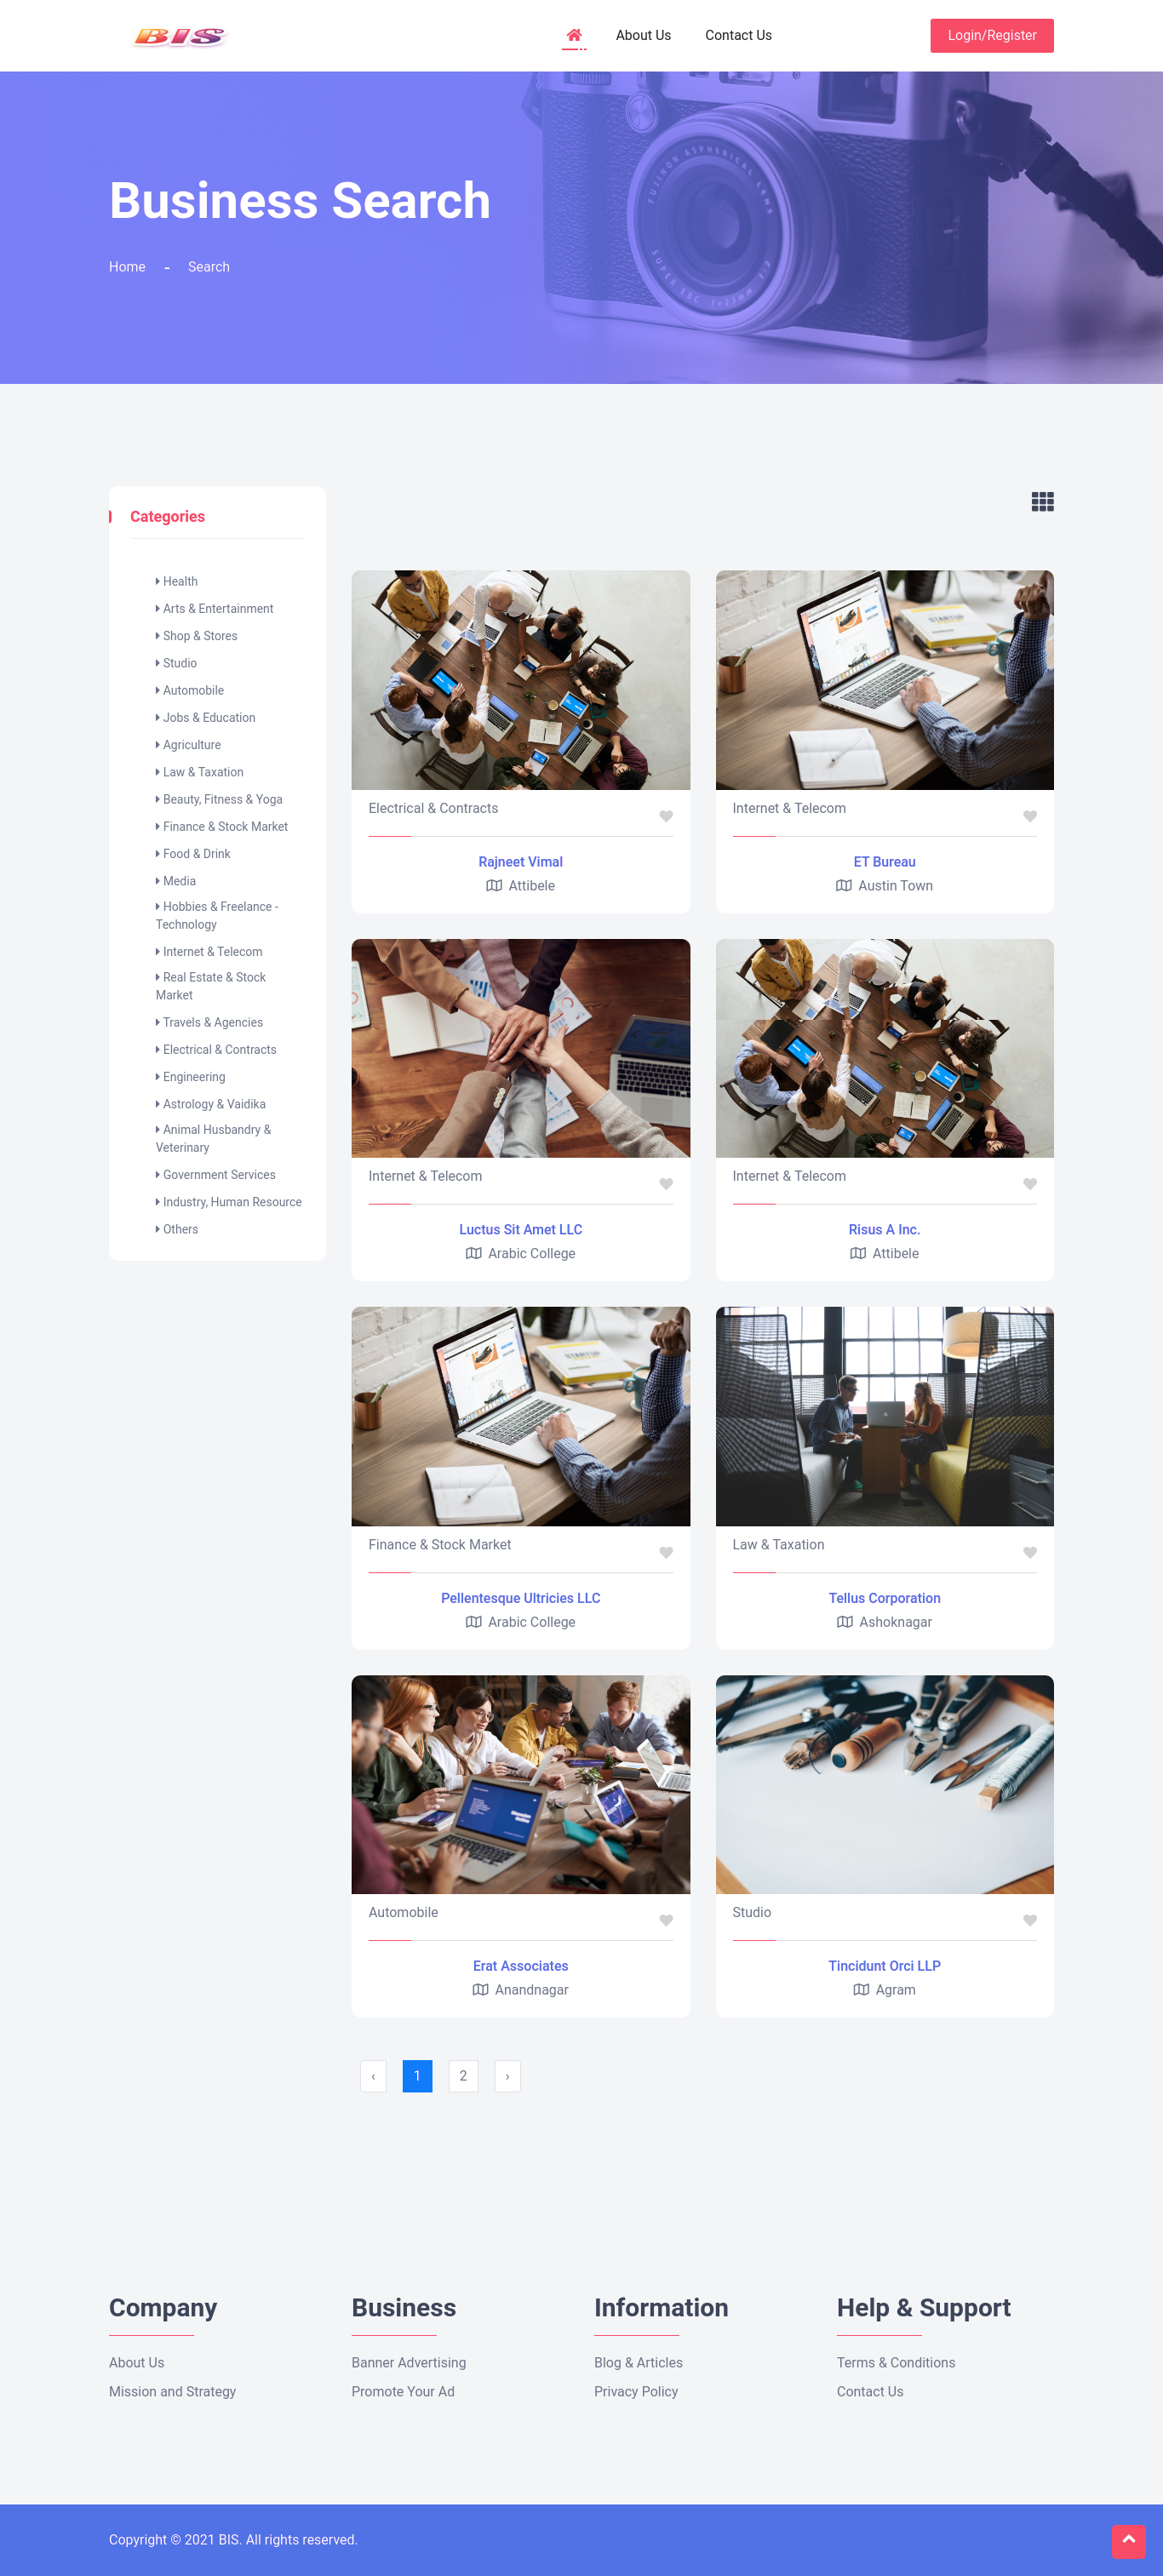 BIS
About Us
Contact Us
Login/Register
FUJINON ASPHERICAL LENS
SUPER EBC f=23mm
Business Search
Home - Search
Categories
Health
Arts & Entertainment
Shop & Stores
Studio
Automobile
Jobs & Education
Agriculture
Law & Taxation
Beauty, Fitness & Yoga
Finance & Stock Market
Food & Drink
Media
Hobbies & Freelance -
Technology
Internet & Telecom
Real Estate & Stock
Market
Travels & Agencies
Electrical & Contracts
Engineering
Astrology & Vaidika
Animal Husbandry &
Veterinary
Government Services
Industry, Human Resource
Others
Electrical & Contracts
Rajneet Vimal
Attibele
Internet & Telecom
ET Bureau
Austin Town
Internet & Telecom
Luctus Sit Amet LLC
Arabic College
Internet & Telecom
Risus A Inc.
Attibele
Finance & Stock Market
Pellentesque Ultricies LLC
Arabic College
Law & Taxation
Tellus Corporation
Ashoknagar
Automobile
Erat Associates
Anandnagar
Studio
Tincidunt Orci LLP
Agram
‹ 1 2 ›
Company
About Us
Mission and Strategy
Business
Banner Advertising
Promote Your Ad
Information
Blog & Articles
Privacy Policy
Help & Support
Terms & Conditions
Contact Us
Copyright © 2021 BIS. All rights reserved.